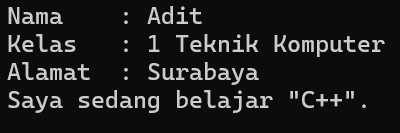 Nama    : Adit
Kelas   : 1 Teknik Komputer
Alamat  : Surabaya
Saya sedang belajar "C++".